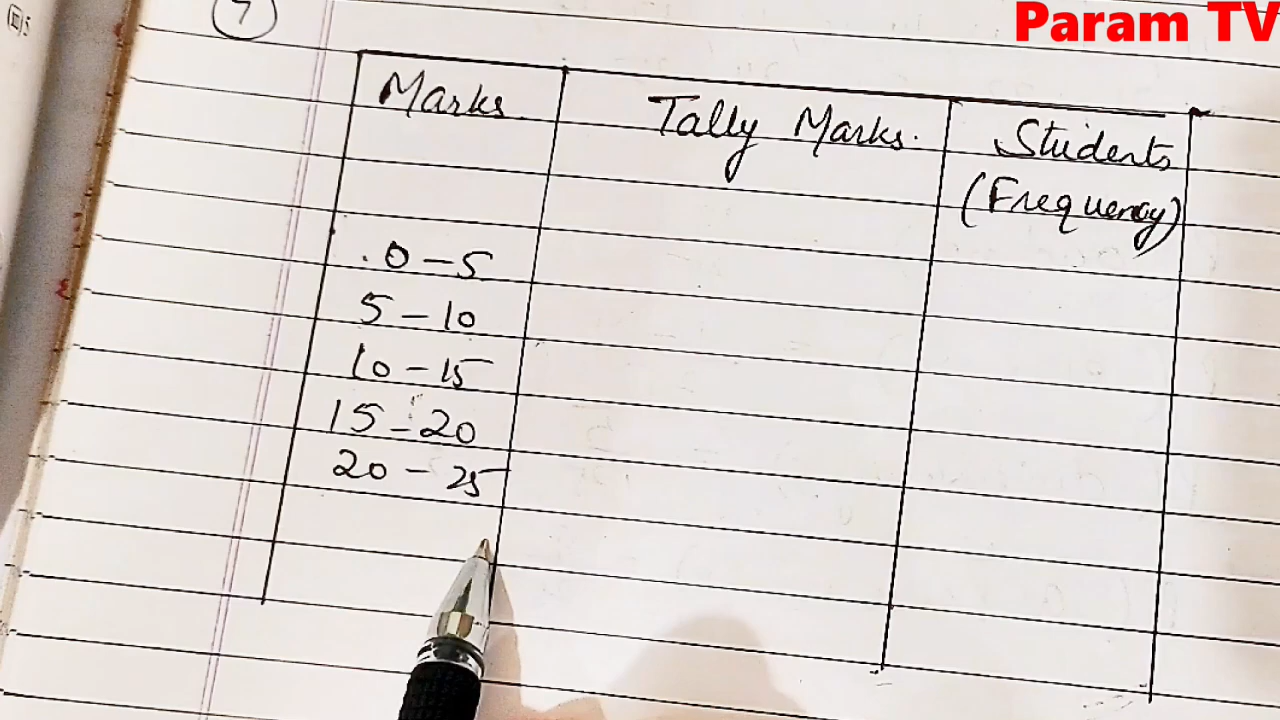 Param TV
7
Marks. Tally Marks. Students
(Frequency)
0-5
5-10
10-15
15-20
20-25